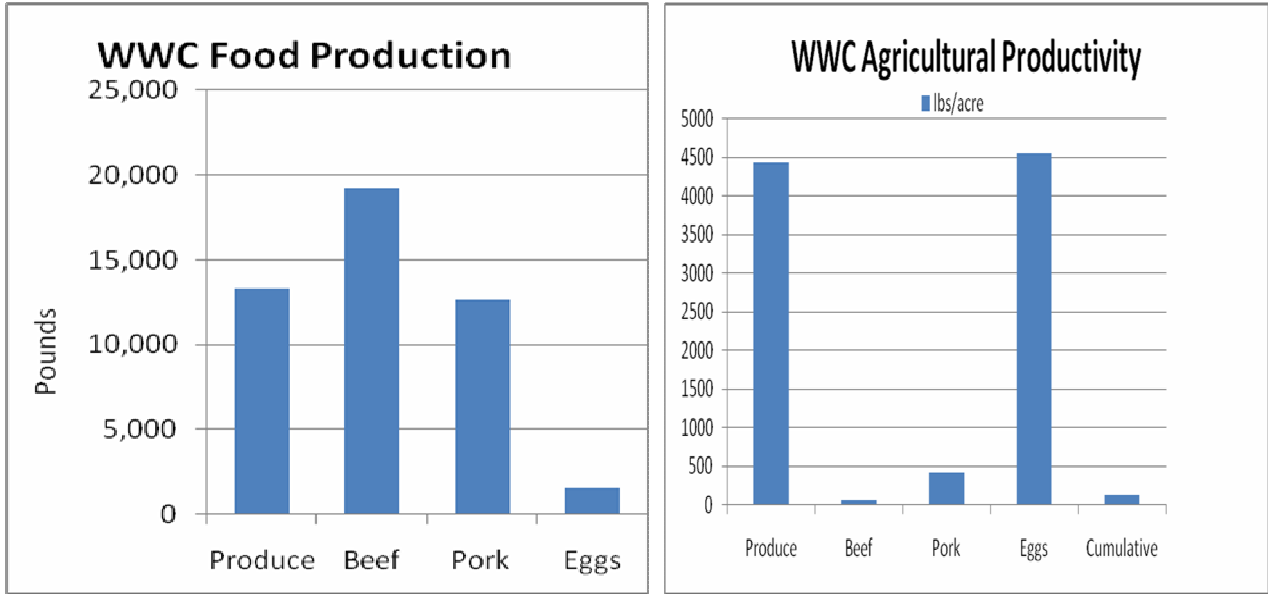 WWC Food Production
25,000
20,000
15,000
10,000
5,000
0
Pounds
Produce Beef Pork Eggs
WWC Agricultural Productivity
lbs/acre
5000
4500
4000
3500
3000
2500
2000
1500
1000
500
0
Produce Beef Pork Eggs Cumulative